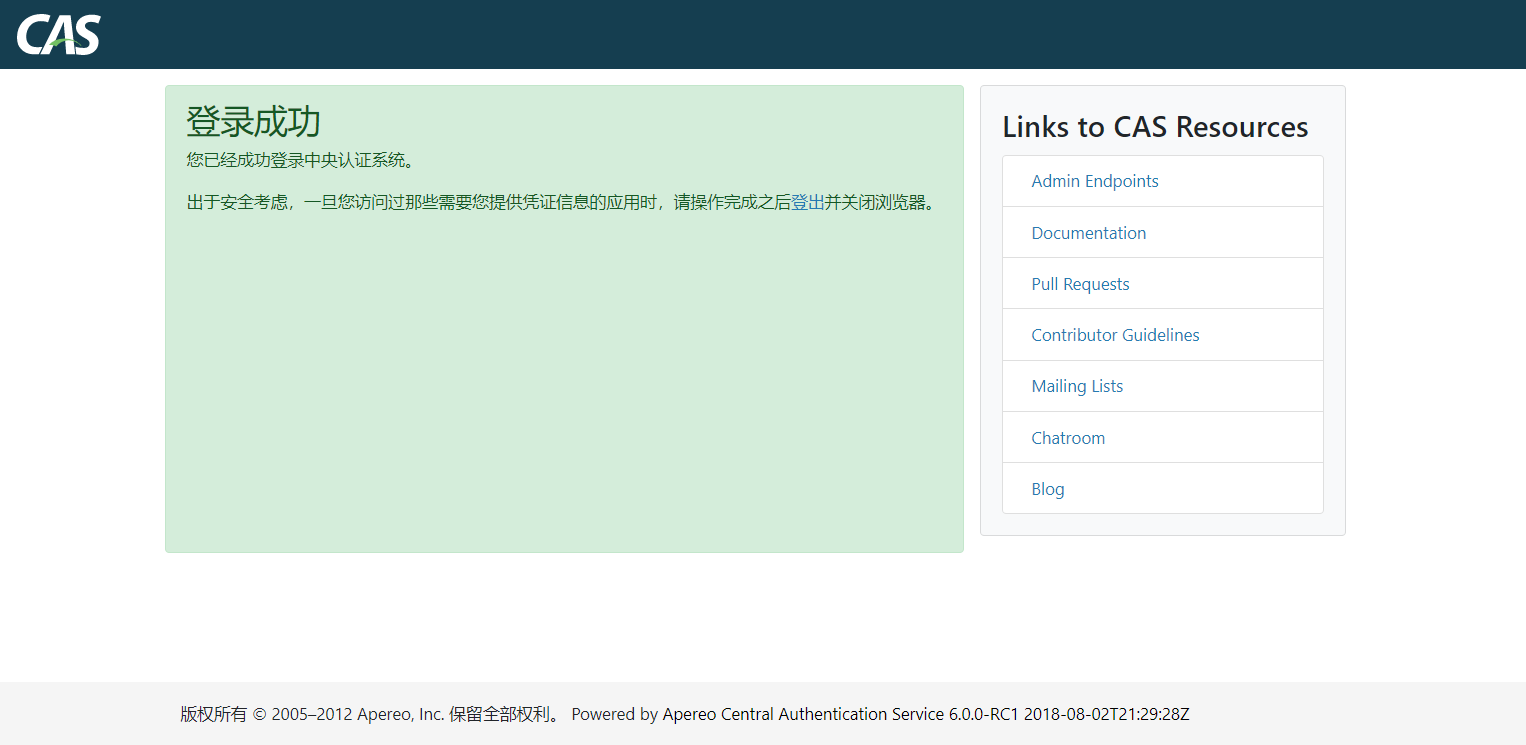 CAS
登录成功
您已经成功登录中央认证系统。
出于安全考虑，一旦您访问过那些需要您提供凭证信息的应用时，请操作完成之后登出并关闭浏览器。
Links to CAS Resources
Admin Endpoints
Documentation
Pull Requests
Contributor Guidelines
Mailing Lists
Chatroom
Blog
版权所有 © 2005–2012 Apereo, Inc. 保留全部权利。 Powered by Apereo Central Authentication Service 6.0.0-RC1 2018-08-02T21:29:28Z